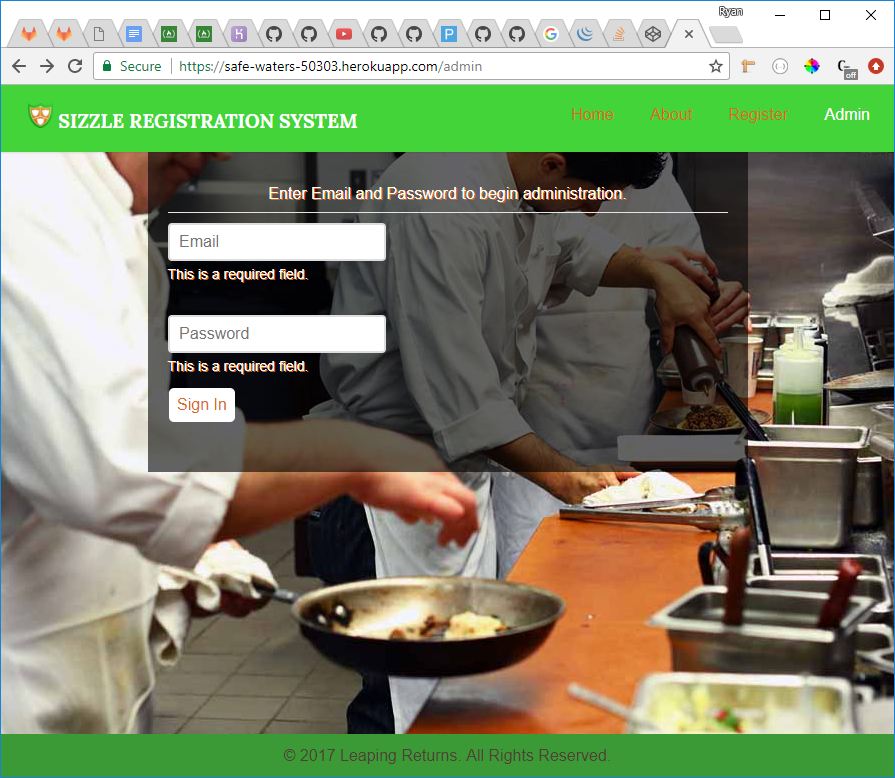 Ryan
Secure https://safe-waters-50303.herokuapp.com/admin
off
SIZZLE REGISTRATION SYSTEM
Home About Register Admin
Enter Email and Password to begin administration.
Email
This is a required field.
Password
This is a required field.
Sign In
© 2017 Leaping Returns. All Rights Reserved.